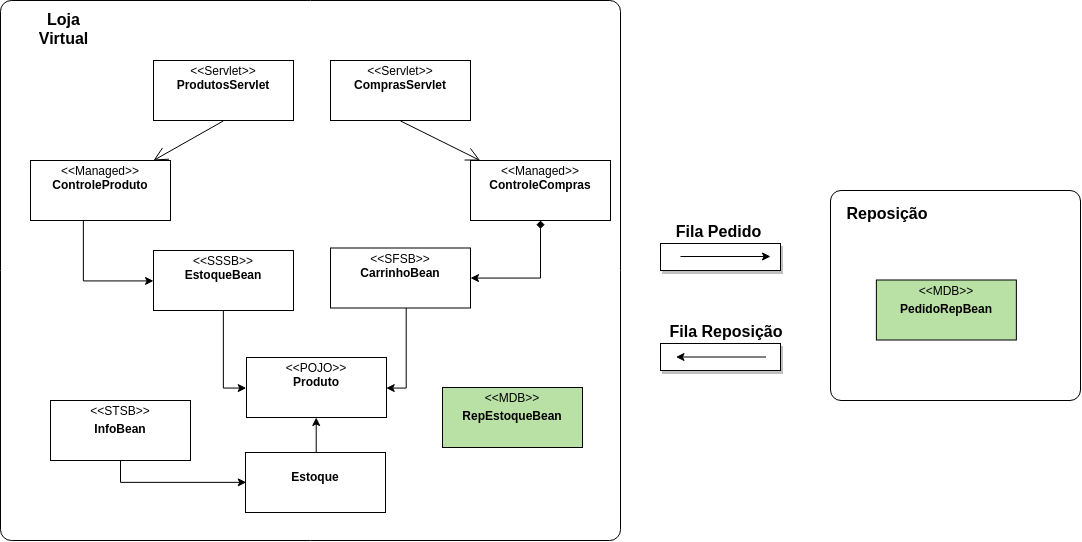 Loja
Virtual
<<Servlet>>
ProdutosServlet
<<Servlet>>
ComprasServlet
<<Managed>>
ControleProduto
<<Managed>>
ControleCompras
<<SSSB>>
EstoqueBean
<<SFSB>>
CarrinhoBean
<<POJO>>
Produto
<<STSB>>
InfoBean
<<MDB>>
RepEstoqueBean
Estoque
Fila Pedido
Fila Reposição
Reposição
<<MDB>>
PedidoRepBean